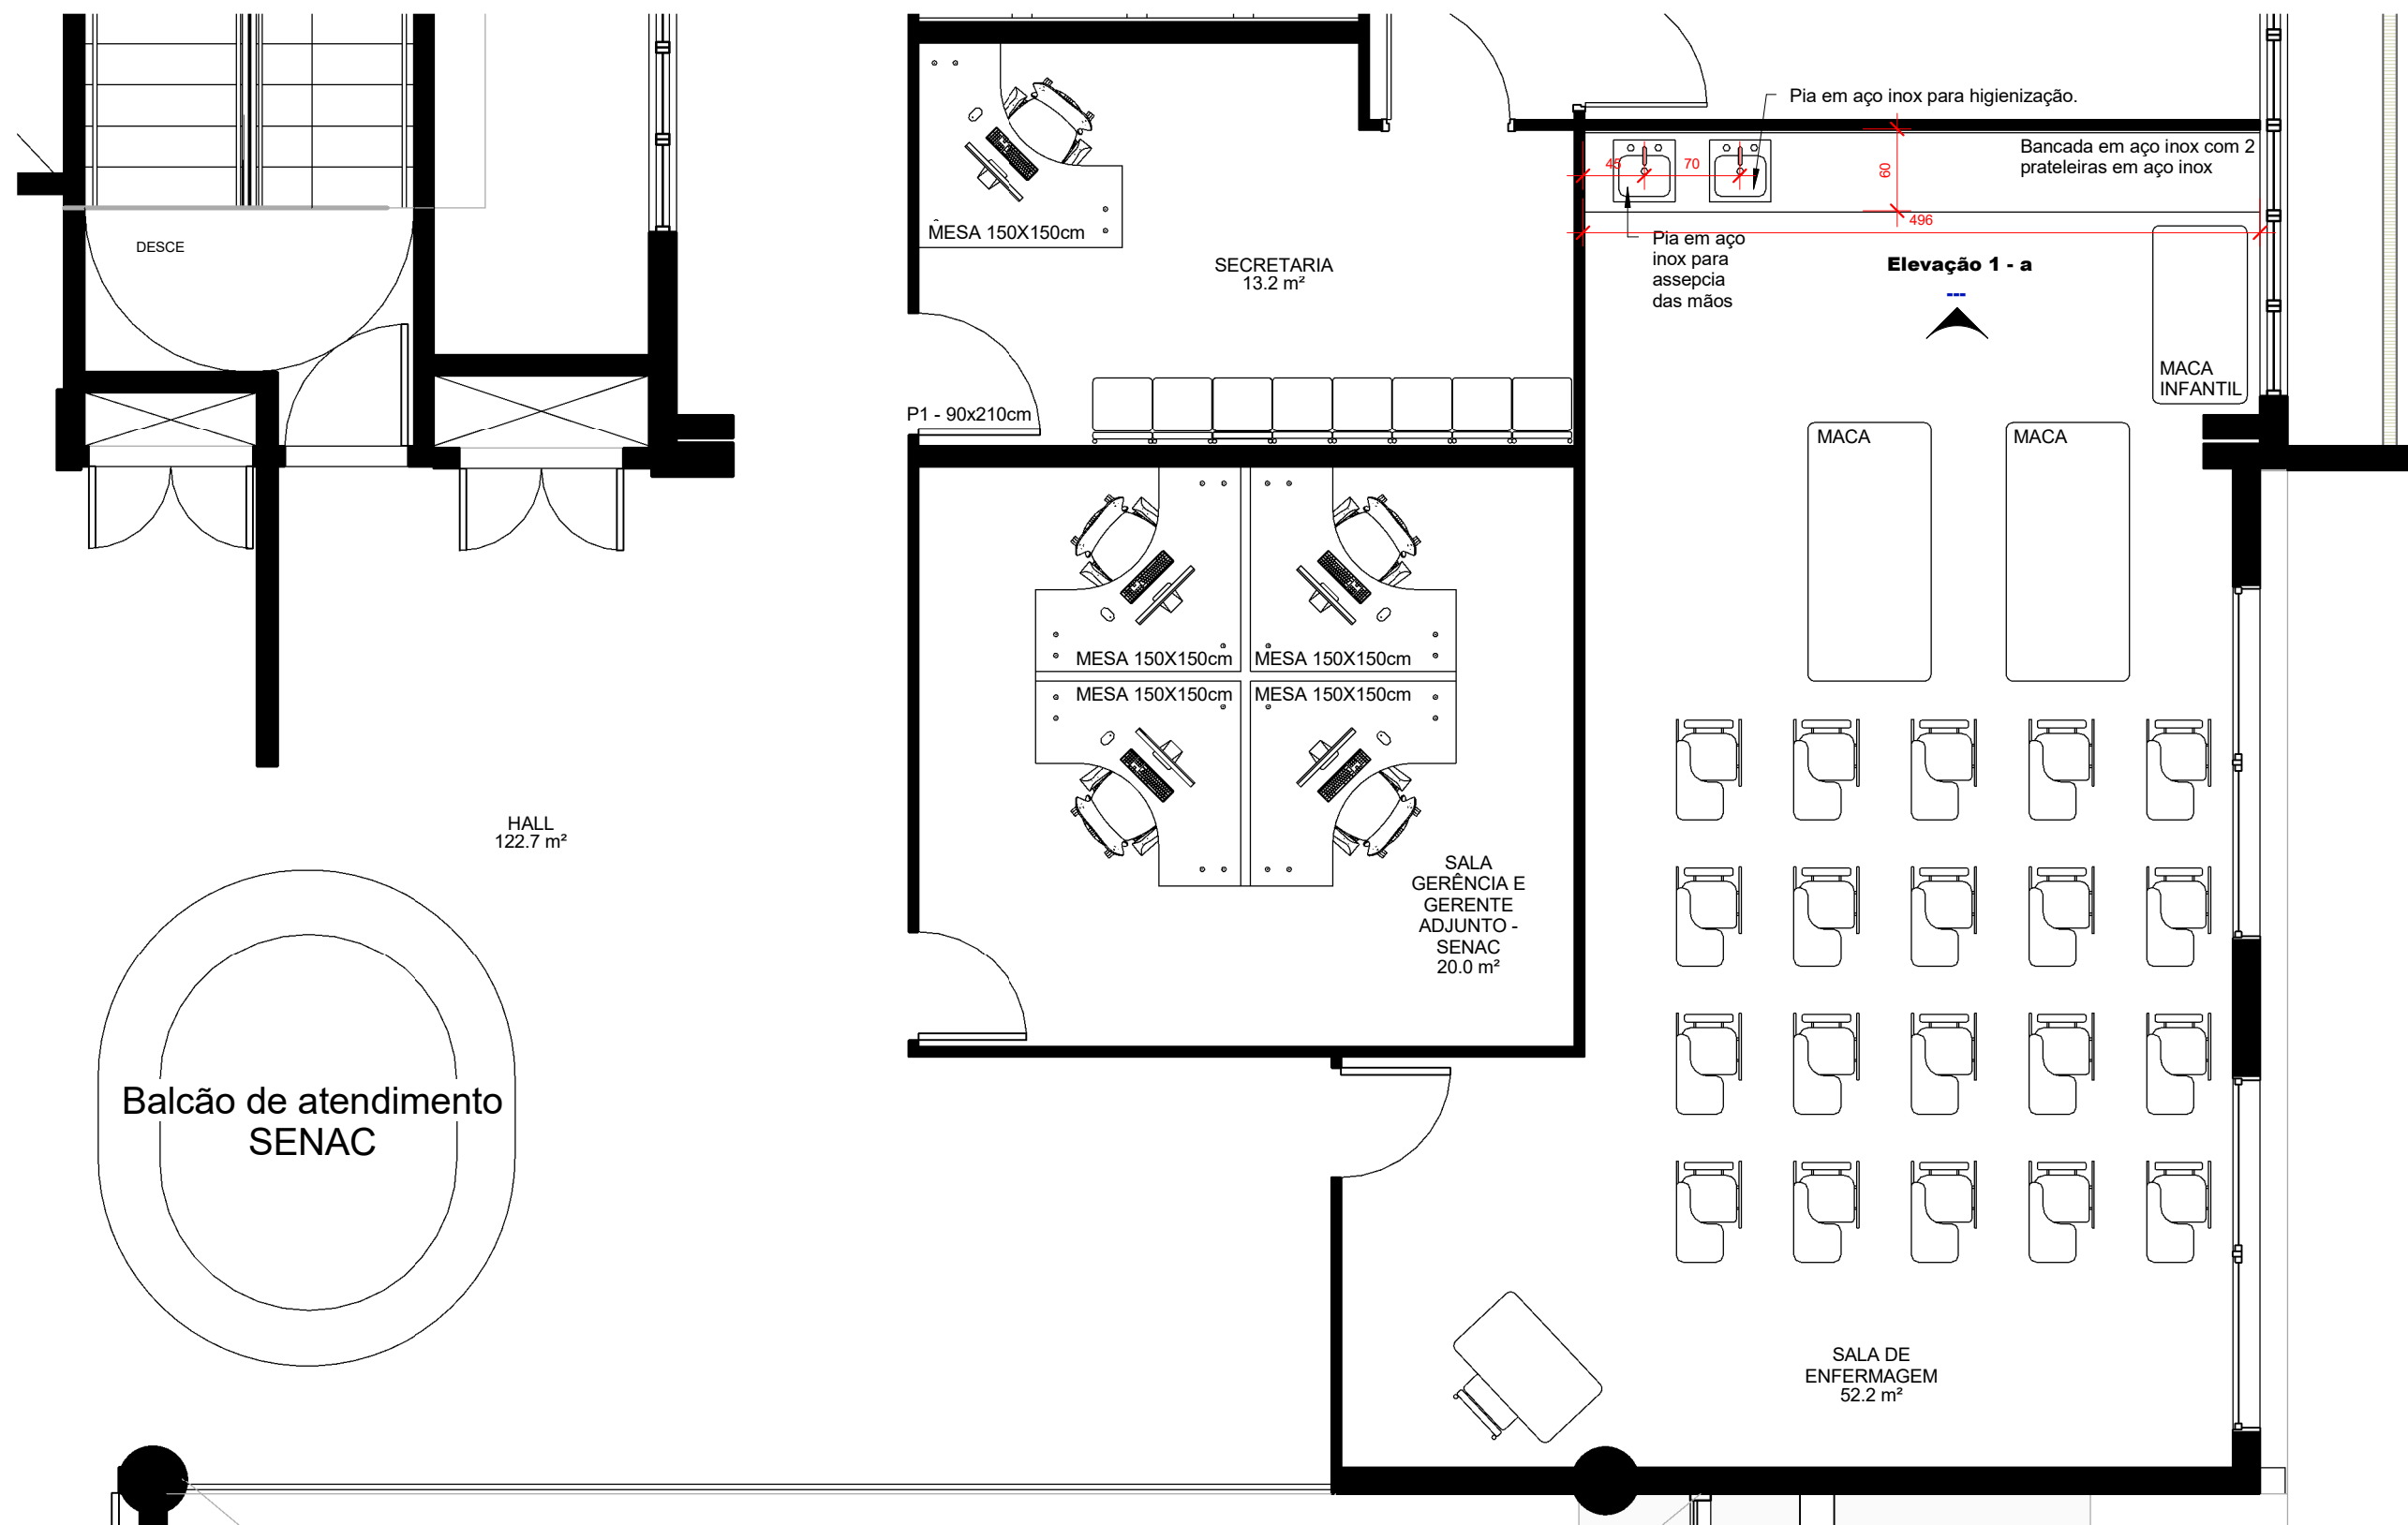 Pia em aço inox para higienização.
Bancada em aço inox com 2
prateleiras em aço inox
45
70
60
496
MESA 150X150cm
DESCE
Pia em aço
inox para
assepcia
das mãos
SECRETARIA
13.2 m²
Elevação 1 - a
---
MACA
INFANTIL
P1 - 90x210cm
MACA
MACA
MESA 150X150cm
MESA 150X150cm
MESA 150X150cm
MESA 150X150cm
HALL
122.7 m²
SALA
GERÊNCIA E
GERENTE
ADJUNTO -
SENAC
20.0 m²
Balcão de atendimento
SENAC
SALA DE
ENFERMAGEM
52.2 m²